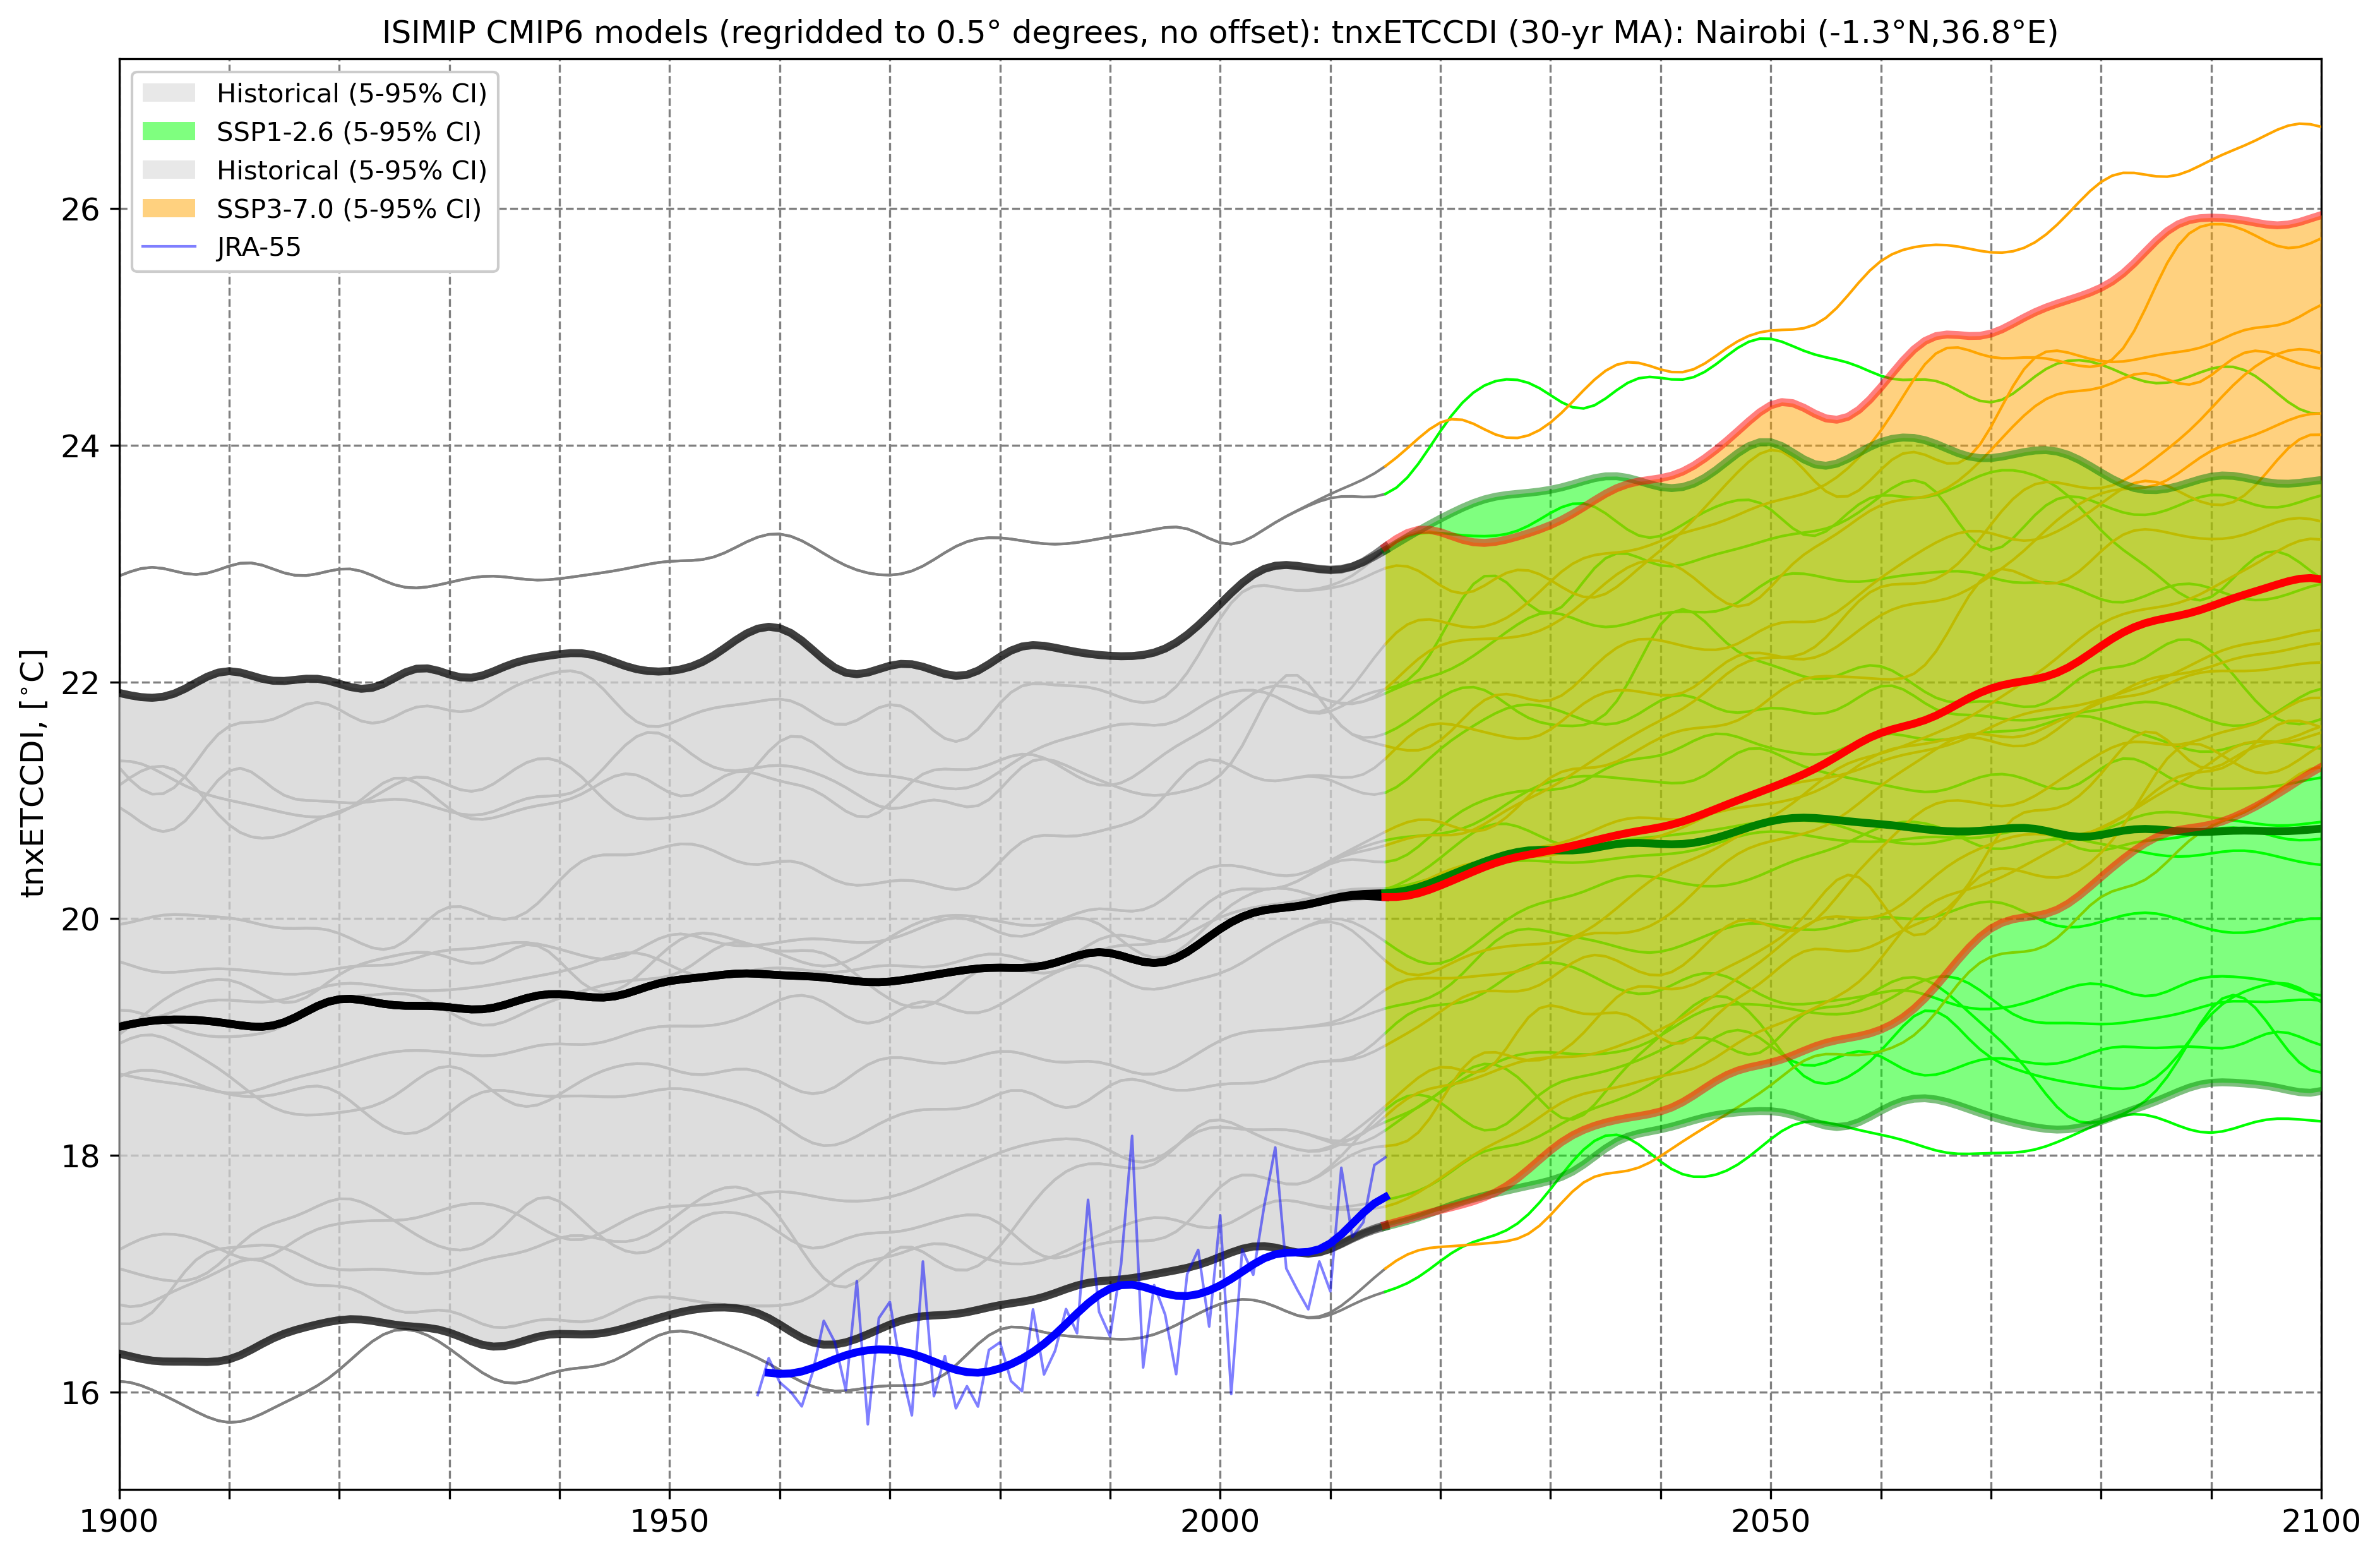 ISIMIP CMIP6 models (regridded to 0.5° degrees, no offset): tnxETCCDI (30-yr MA): Nairobi (-1.3°N,36.8°E)
Historical (5-95% CI)
SSP1-2.6 (5-95% CI)
Historical (5-95% CI)
SSP3-7.0 (5-95% CI)
JRA-55
tnxETCCDI, [°C]
26
24
22
20
18
16
1900
1950
2000
2050
2100